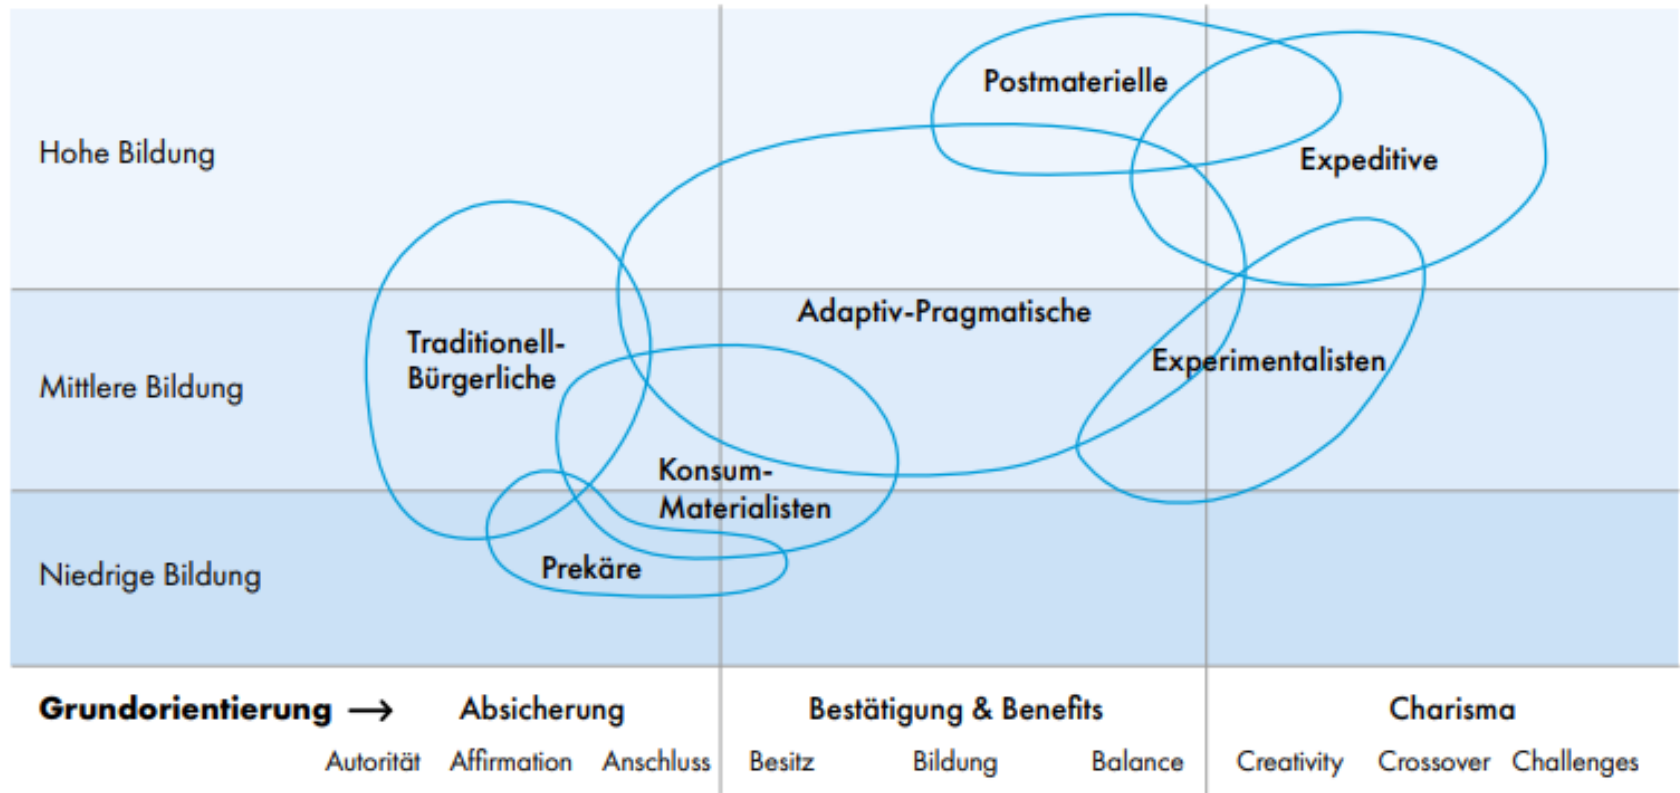 Postmaterielle
Hohe Bildung
Expeditive
Adaptiv-Pragmatische
Traditionell-
Bürgerliche
Experimentalisten
Mittlere Bildung
Konsum-
Materialisten
Prekäre
Niedrige Bildung
Grundorientierung → Absicherung Bestätigung & Benefits Charisma
Autorität Affirmation Anschluss Besitz Bildung Balance Creativity Crossover Challenges